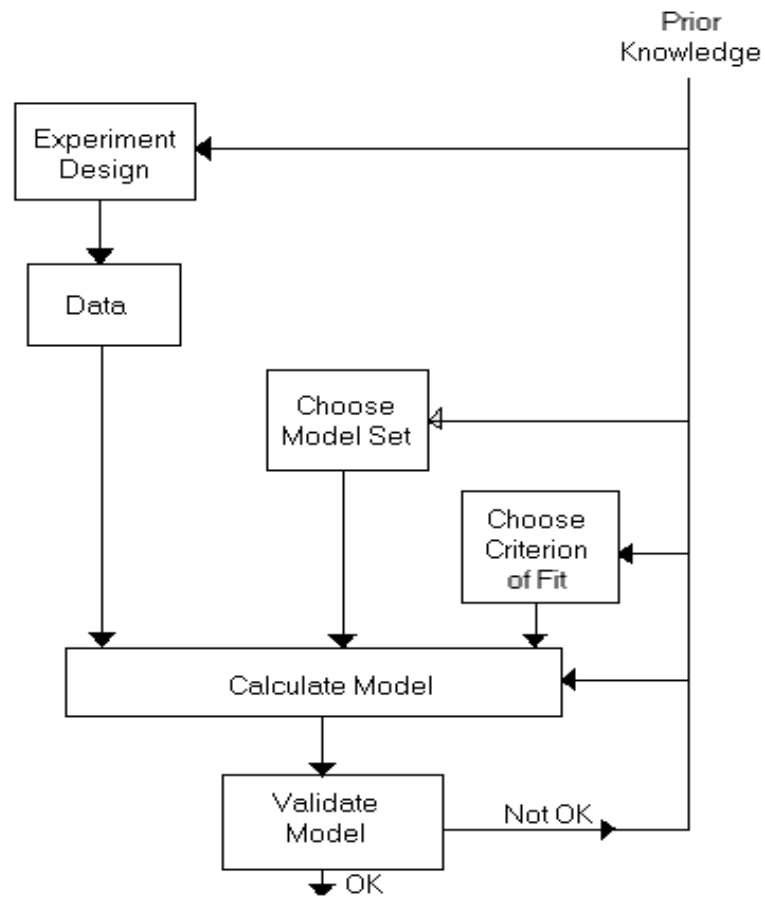 Prior
Knowledge
Experiment
Design
Data
Choose
Model Set
Choose
Criterion
of Fit
Calculate Model
Validate
Model
Not OK
OK